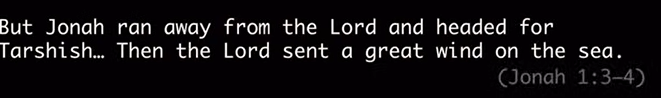 But Jonah ran away from the Lord and headed for
Tarshish… Then the Lord sent a great wind on the sea.
(Jonah 1:3–4)